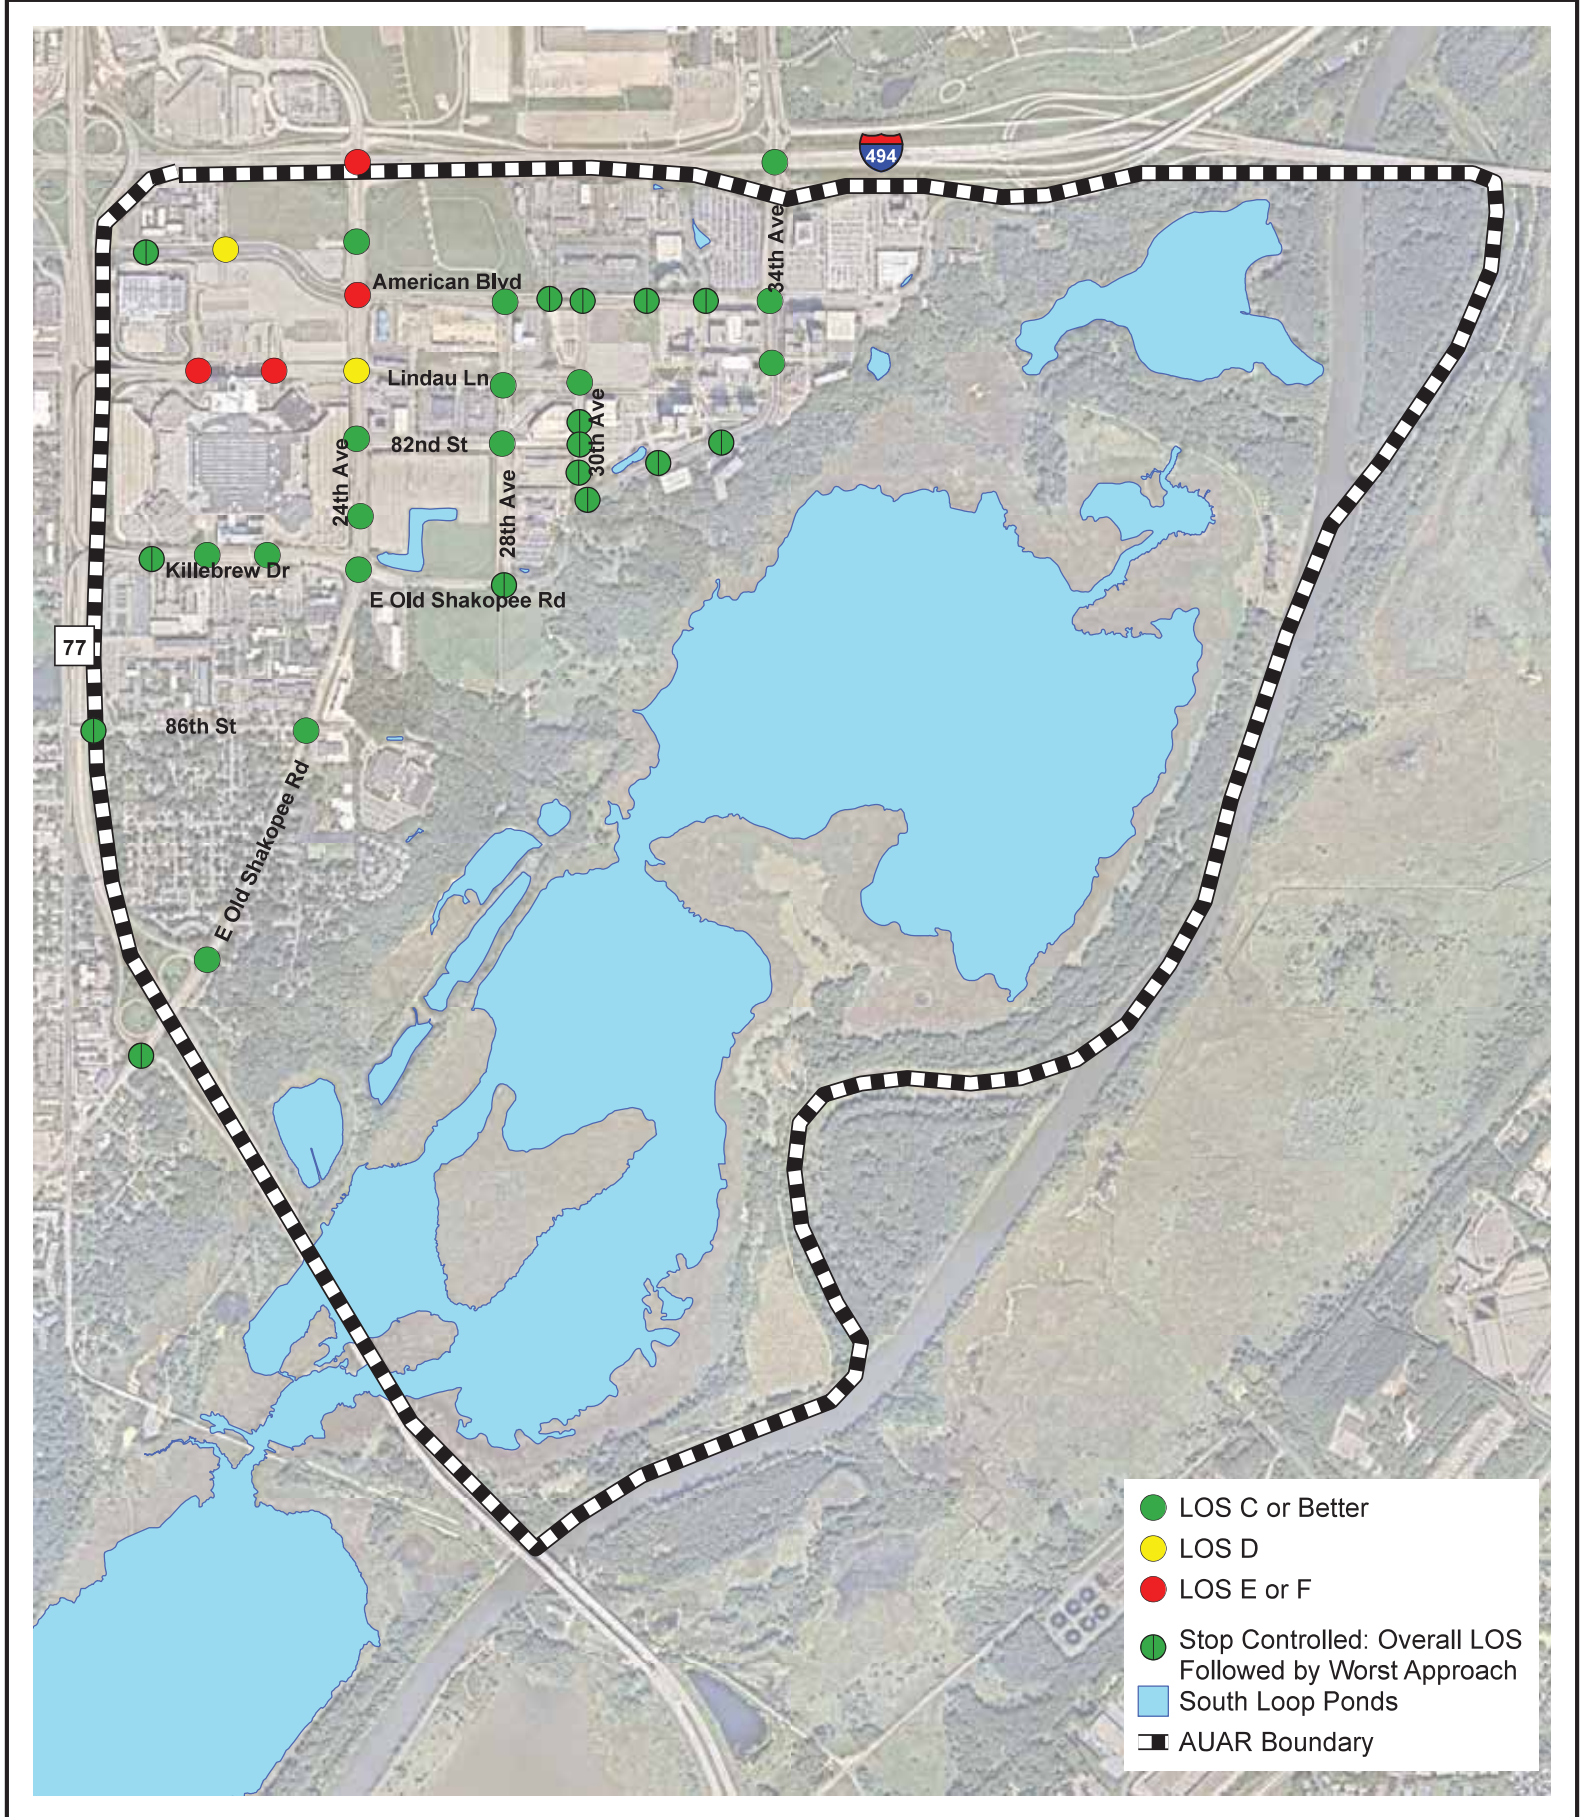 494
34th Ave
American Blvd
Lindau Ln
30th Ave
82nd St
24th Ave
28th Ave
Killebrew Dr
E Old Shakopee Rd
77
86th St
E Old Shakopee Rd
LOS C or Better
LOS D
LOS E or F
Stop Controlled: Overall LOS
Followed by Worst Approach
South Loop Ponds
AUAR Boundary